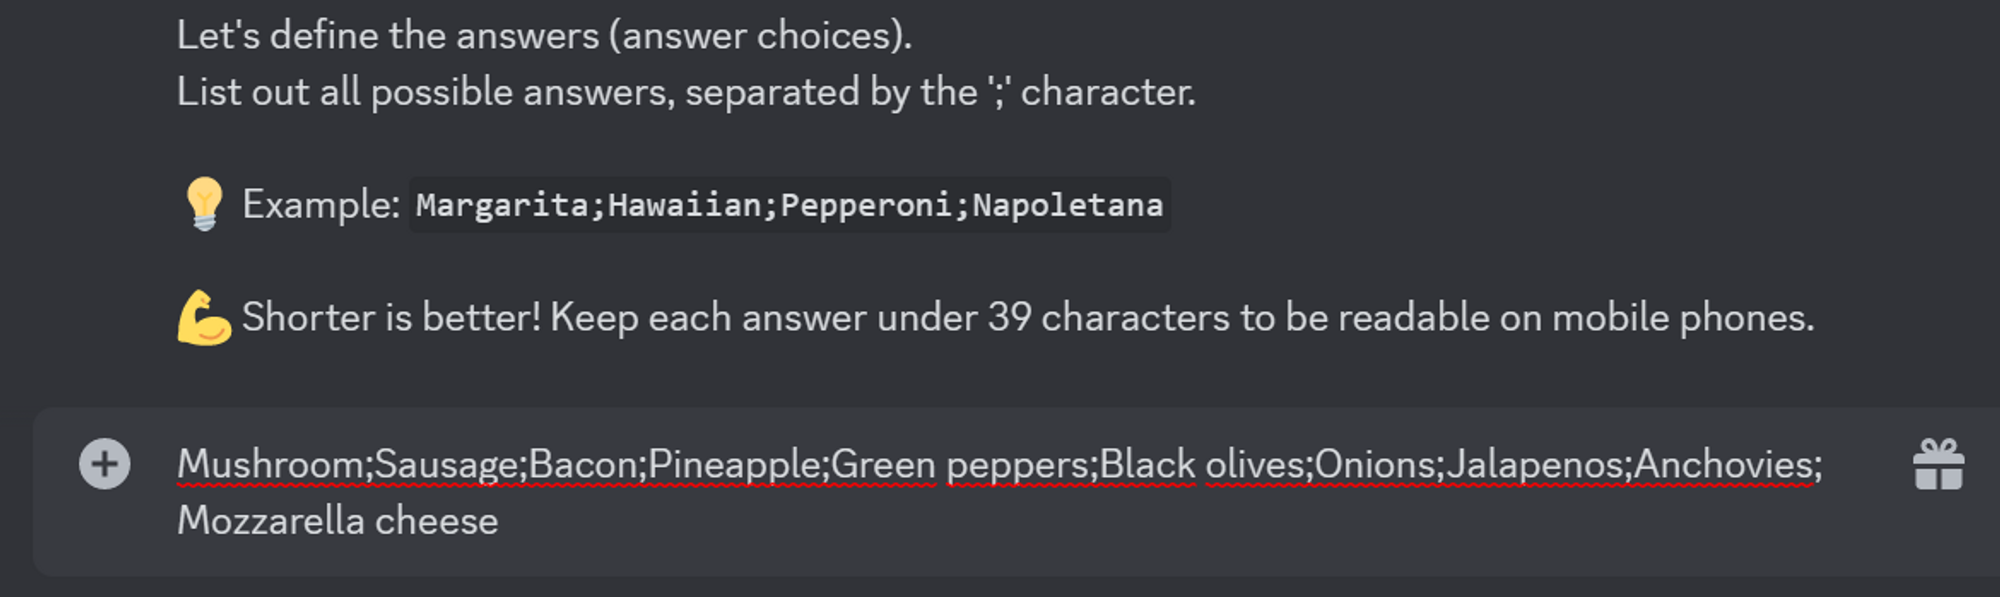 Let's define the answers (answer choices).
List out all possible answers, separated by the ';' character.
Example: Margarita;Hawaiian;Pepperoni;Napoletana
Shorter is better! Keep each answer under 39 characters to be readable on mobile phones.
Mushroom;Sausage;Bacon;Pineapple;Green peppers;Black olives;Onions;Jalapenos;Anchovies;
Mozzarella cheese